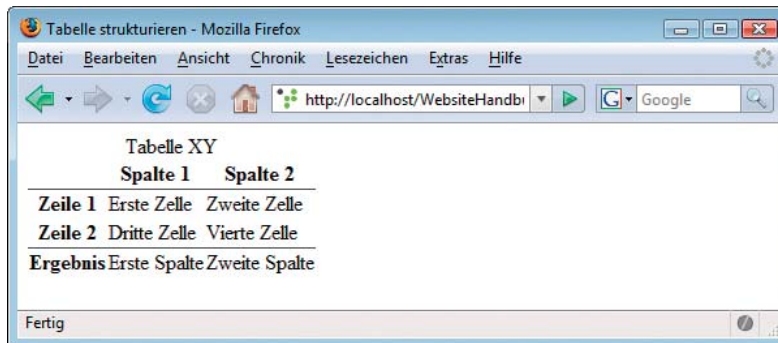 Tabelle strukturieren - Mozilla Firefox
Datei Bearbeiten Ansicht Chronik Lesezeichen Extras Hilfe
http://localhost/WebsiteHandb G Google
Tabelle XY
Spalte 1 Spalte 2
Zeile 1 Erste Zelle Zweite Zelle
Zeile 2 Dritte Zelle Vierte Zelle
Ergebnis Erste Spalte Zweite Spalte
Fertig